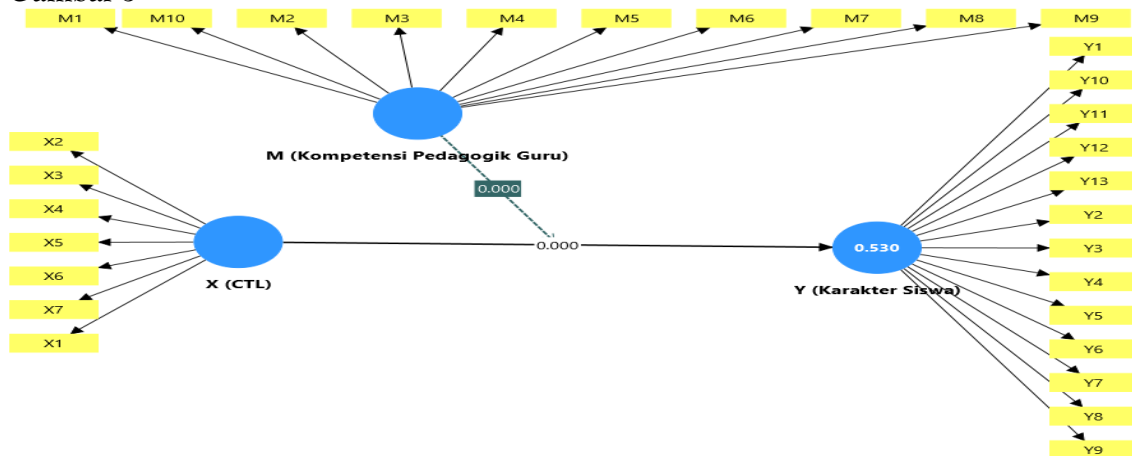 M1 M10 M2 M3 M4 M5 M6 M7 M8 M9
Y1
Y10
Y11
Y12
Y13
Y2
Y3
Y4
Y5
Y6
Y7
Y8
Y9
M (Kompetensi Pedagogik Guru)
X2
X3
X4
X5
X6
X7
X1
X (CTL)
0.000
0.000
0.530
Y (Karakter Siswa)